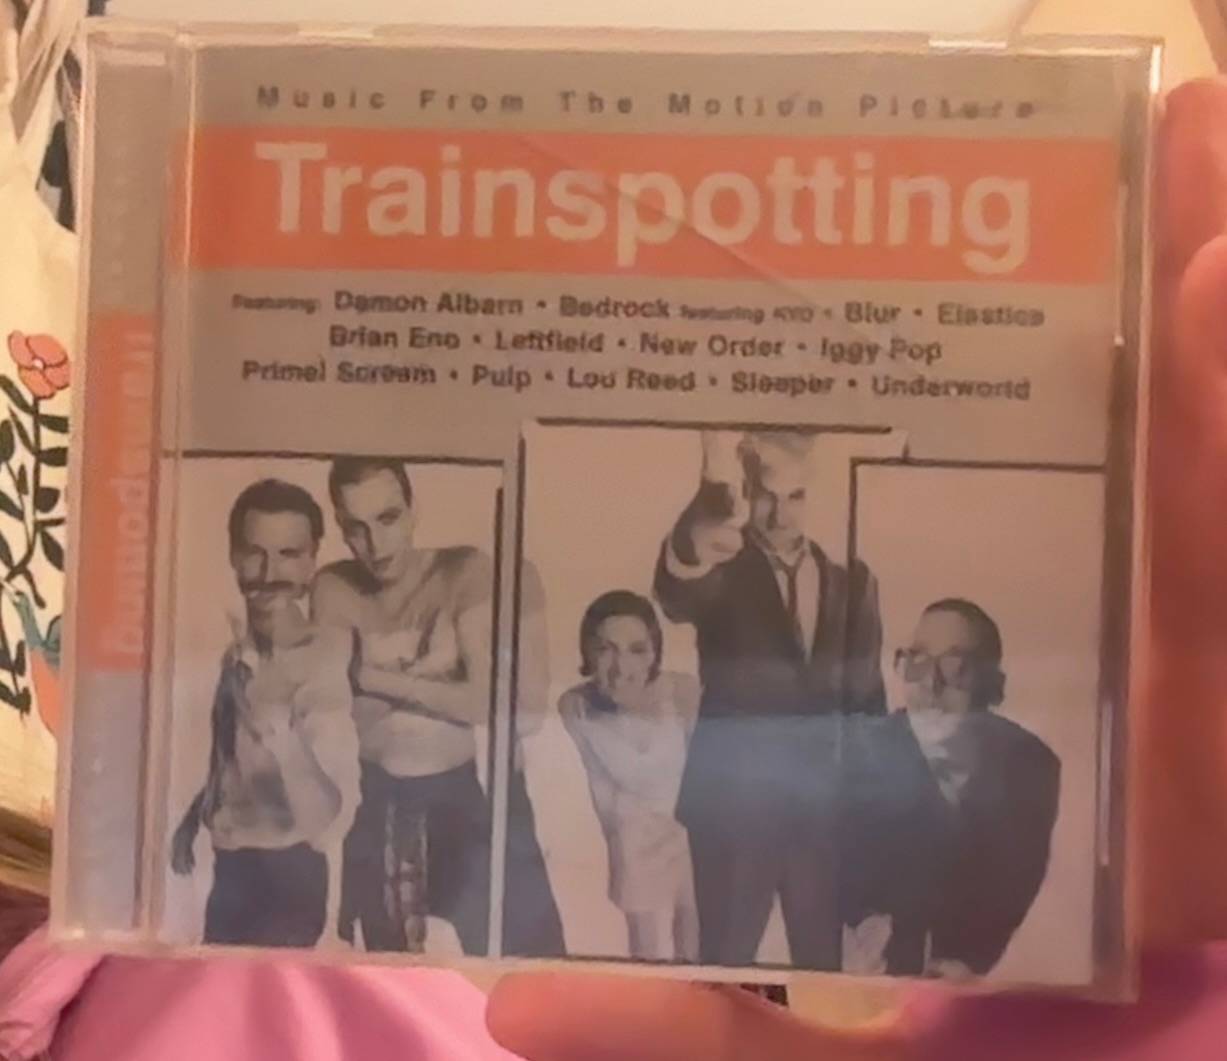 Music From The Motion Picture
Trainspotting
Featuring: Damon Albarn • Bedrock featuring KYO • Blur • Elastica
Brian Eno • Leftfield • New Order • Iggy Pop
Primal Scream • Pulp • Lou Reed • Sleeper • Underworld
Trainspotting